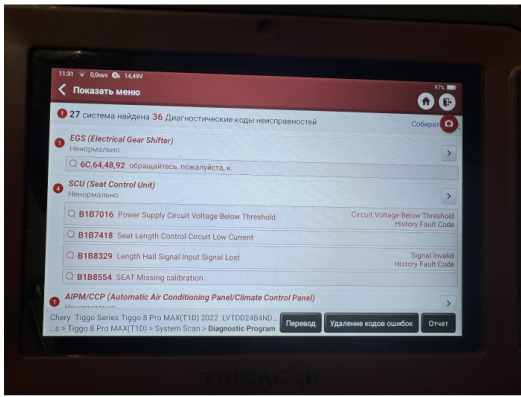 11:31 0,0км/ч 14,49V
97%
Показать меню
27 система найдена 36 Диагностические коды неисправностей
Собират
EGS (Electrical Gear Shifter)
Ненормально
6C,64,48,92 обращайтесь, пожалуйста, к.
SCU (Seat Control Unit)
Ненормально
B1B7016 Power Supply Circuit Voltage Below Threshold
Circuit Voltage Below Threshold
History Fault Code
B1B7418 Seat Length Control Circuit Low Current
B1B8329 Length Hall Signal Input Signal Lost
Signal Invalid
History Fault Code
B1B8554 SEAT Missing calibration
AIPM/CCP (Automatic Air Conditioning Panel/Climate Control Panel)
Chery Tiggo Series Tiggo 8 Pro MAX(T1D) 2022 LVTDD24B4ND...
...s > Tiggo 8 Pro MAX(T1D) > System Scan > Diagnostic Program
Перевод
Удаление кодов ошибок
Отчет
THINKCAR